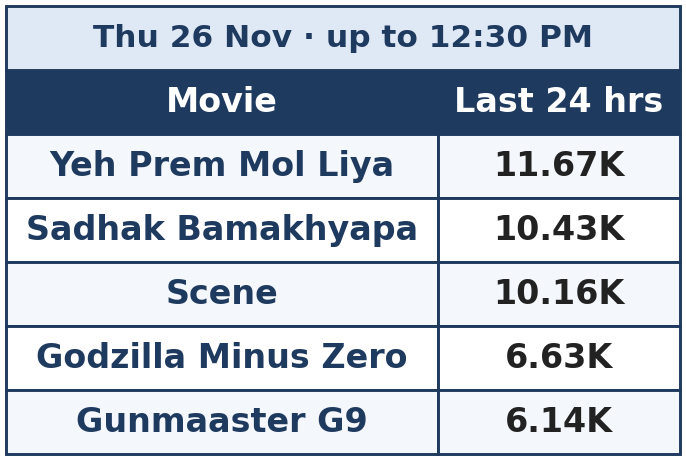 Thu 26 Nov · up to 12:30 PM
Movie Last 24 hrs
Yeh Prem Mol Liya 11.67K
Sadhak Bamakhyapa 10.43K
Scene 10.16K
Godzilla Minus Zero 6.63K
Gunmaaster G9 6.14K